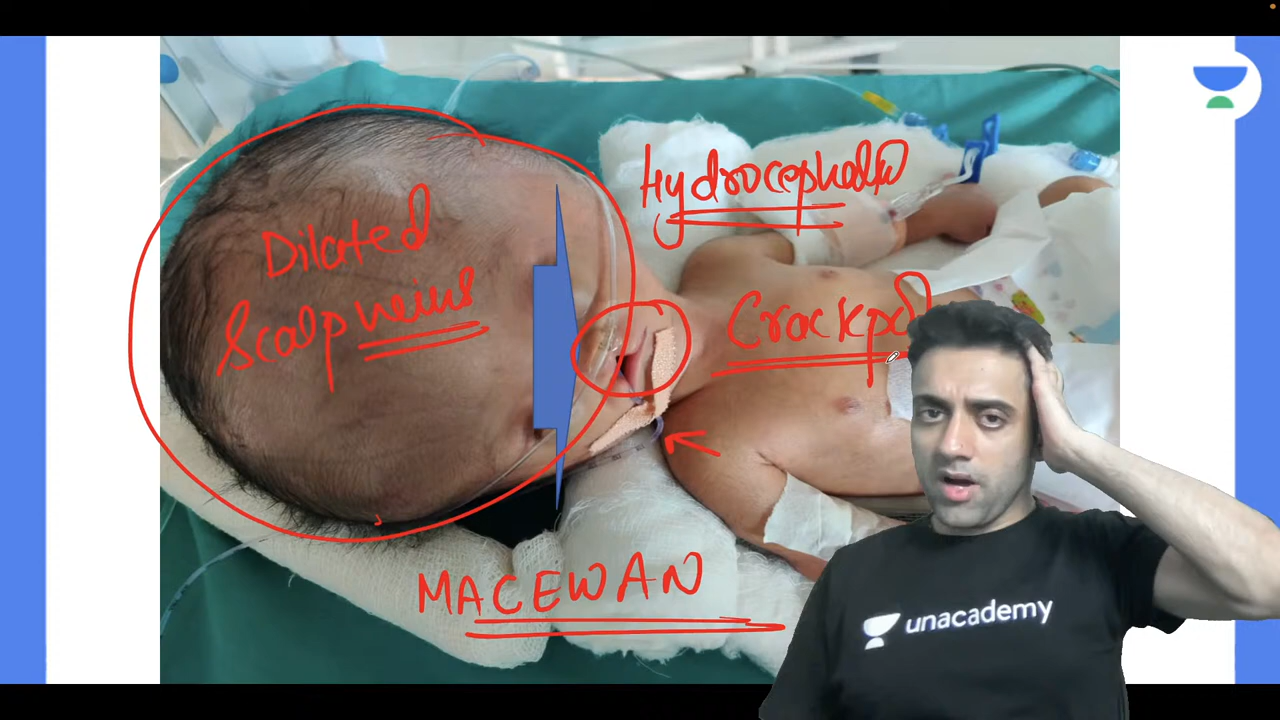 Hydrocephalus
Dilated
Scalp veins
Crackpot
MACEWAN
unacademy